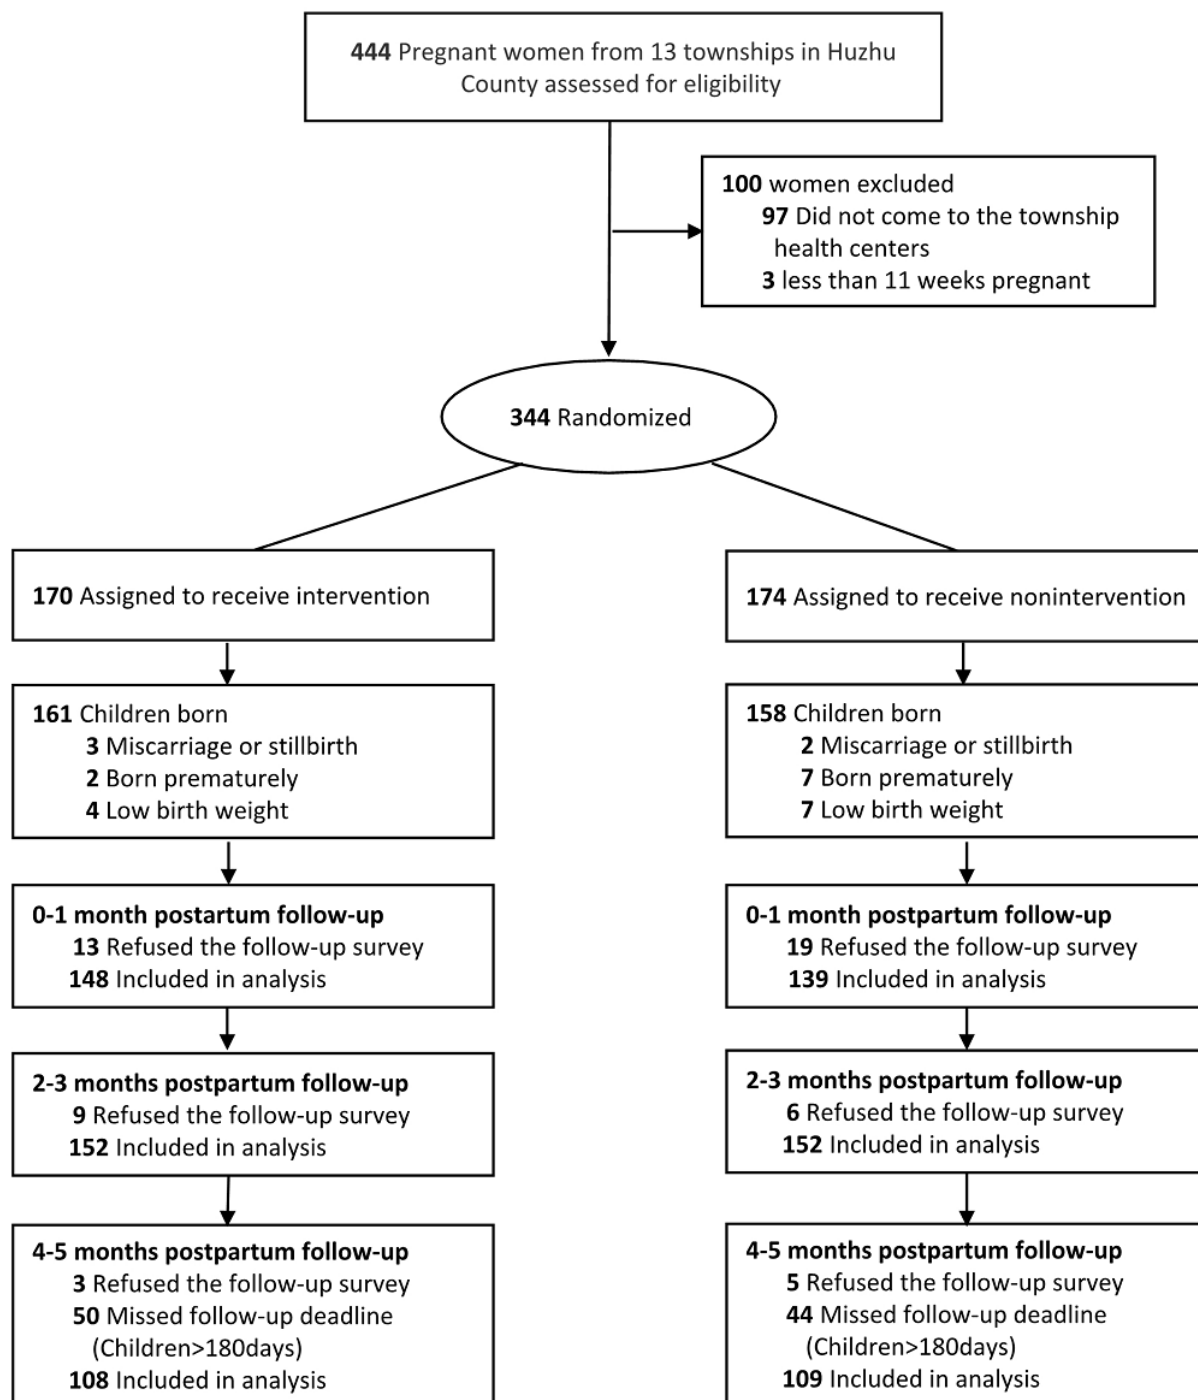 444 Pregnant women from 13 townships in Huzhu
County assessed for eligibility
100 women excluded
97 Did not come to the township
health centers
3 less than 11 weeks pregnant
344 Randomized
170 Assigned to receive intervention
174 Assigned to receive nonintervention
161 Children born
3 Miscarriage or stillbirth
2 Born prematurely
4 Low birth weight
158 Children born
2 Miscarriage or stillbirth
7 Born prematurely
7 Low birth weight
0-1 month postartum follow-up
13 Refused the follow-up survey
148 Included in analysis
0-1 month postpartum follow-up
19 Refused the follow-up survey
139 Included in analysis
2-3 months postpartum follow-up
9 Refused the follow-up survey
152 Included in analysis
2-3 months postpartum follow-up
6 Refused the follow-up survey
152 Included in analysis
4-5 months postpartum follow-up
3 Refused the follow-up survey
50 Missed follow-up deadline
(Children>180days)
108 Included in analysis
4-5 months postpartum follow-up
5 Refused the follow-up survey
44 Missed follow-up deadline
(Children>180days)
109 Included in analysis